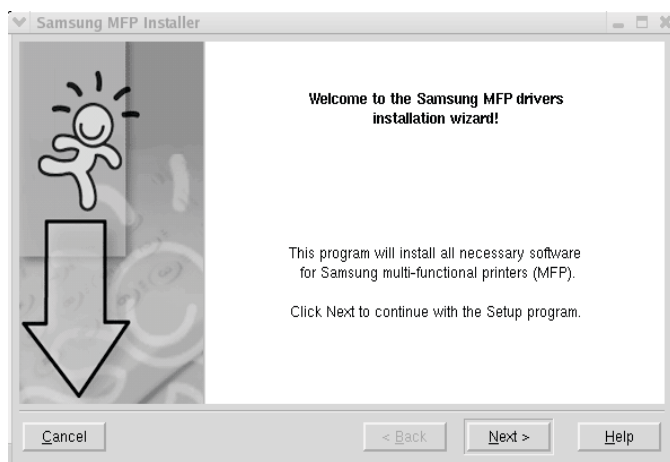 Samsung MFP Installer
Welcome to the Samsung MFP drivers
installation wizard!
This program will install all necessary software
for Samsung multi-functional printers (MFP).
Click Next to continue with the Setup program.
Cancel
< Back
Next >
Help